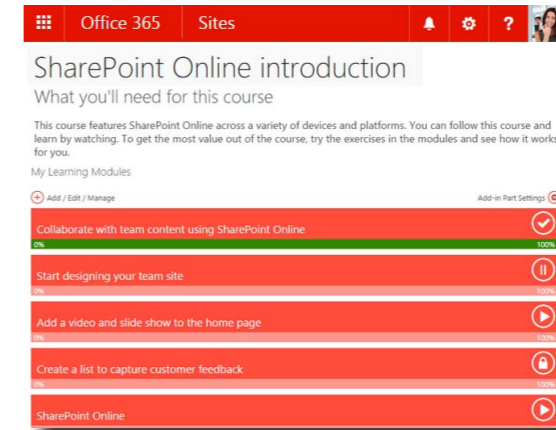 Office 365 Sites ?
SharePoint Online introduction
What you'll need for this course
This course features SharePoint Online across a variety of devices and platforms. You can follow this course and
learn by watching. To get the most value out of the course, try the exercises in the modules and see how it works
for you.
My Learning Modules
Add / Edit / Manage Add-in Part Settings
Collaborate with team content using SharePoint Online
0% 100%
Start designing your team site
0% 100%
Add a video and slide show to the home page
0% 100%
Create a list to capture customer feedback
0% 100%
SharePoint Online